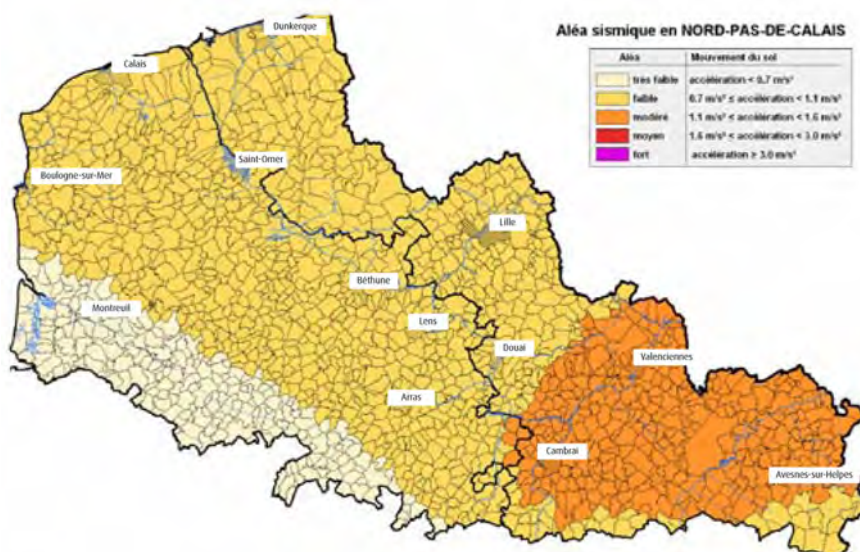 Dunkerque
Aléa sismique en NORD-PAS-DE-CALAIS
Aléa Mouvement du sol
très faible accélération < 0.7 m/s²
faible 0.7 m/s² ≤ accélération < 1.1 m/s²
modéré 1.1 m/s² ≤ accélération < 1.6 m/s²
moyen 1.6 m/s² ≤ accélération < 3.0 m/s²
fort accélération ≥ 3.0 m/s²
Calais
Saint-Omer
Boulogne-sur-Mer
Lille
Béthune
Montreuil
Lens
Douai
Valenciennes
Arras
Cambrai
Avesnes-sur-Helpes